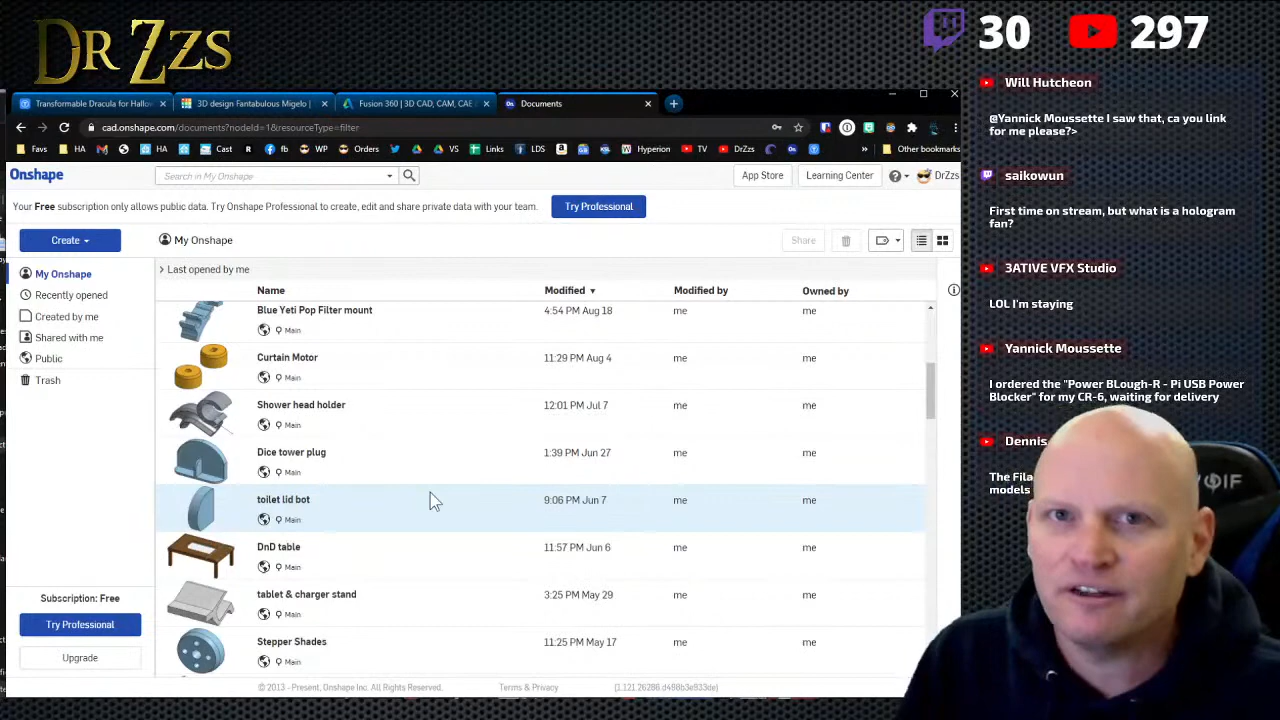 DR ZZS
30
297
Transformable Dracula for Hallo
3D design Fantabulous Migelo |
Fusion 360 | 3D CAD, CAM, CAE
Documents
cad.onshape.com/documents?nodeId=1&resourceType=filter
Favs
HA
HA
Cast
fb
WP
Orders
VS
Links
LDS
Hyperion
TV
DrZzs
Other bookmarks
Onshape
Search in My Onshape
App Store
Learning Center
DrZzs
Your Free subscription only allows public data. Try Onshape Professional to create, edit and share private data with your team.
Try Professional
Create
My Onshape
Share
My Onshape
Recently opened
Created by me
Shared with me
Public
Trash
Last opened by me
Name
Modified
Modified by
Owned by
Blue Yeti Pop Filter mount
4:54 PM Aug 18
me
me
Main
Curtain Motor
11:29 PM Aug 4
me
me
Main
Shower head holder
12:01 PM Jul 7
me
me
Main
Dice tower plug
1:39 PM Jun 27
me
me
Main
toilet lid bot
9:06 PM Jun 7
me
me
Main
DnD table
11:57 PM Jun 6
me
me
Main
tablet & charger stand
3:25 PM May 29
me
me
Main
Stepper Shades
11:25 PM May 17
me
me
Main
Subscription: Free
Try Professional
Upgrade
© 2013 - Present, Onshape Inc. All Rights Reserved.
Terms & Privacy
Will Hutcheon
@Yannick Moussette I saw that, ca you link
for me please?>
saikowun
First time on stream, but what is a hologram
fan?
3ATIVE VFX Studio
LOL I'm staying
Yannick Moussette
I ordered the "Power BLough-R - Pi USB Power
Blocker" for my CR-6, waiting for delivery
Dennis
The Fila
models